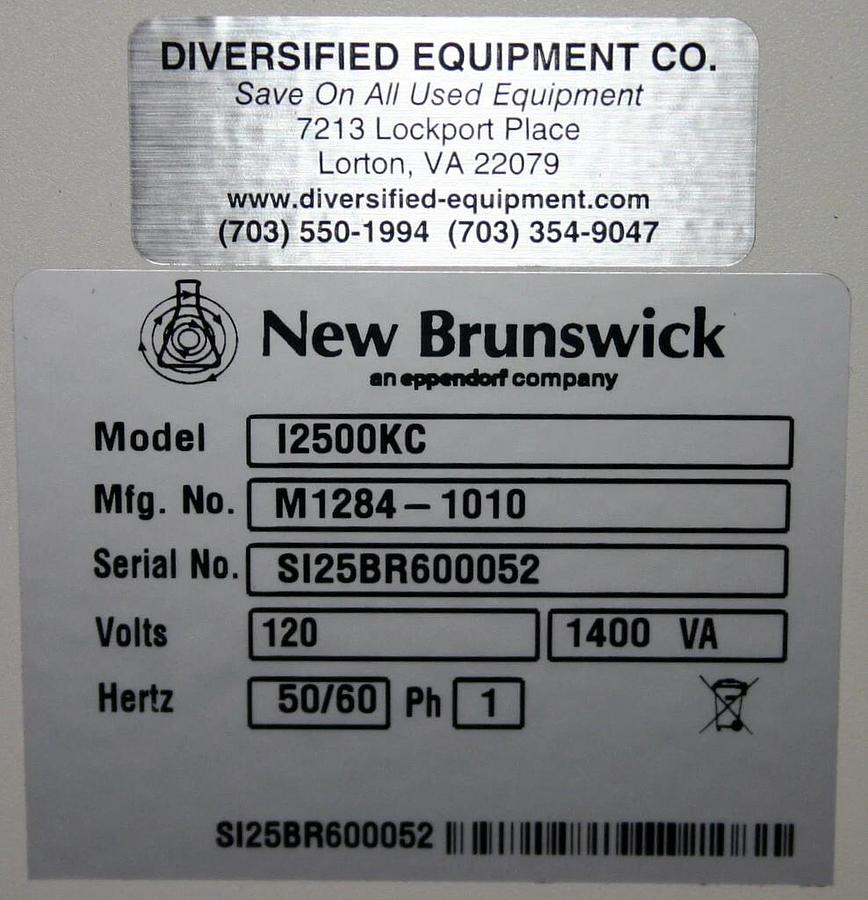 DIVERSIFIED EQUIPMENT CO.
Save On All Used Equipment
7213 Lockport Place
Lorton, VA 22079
www.diversified-equipment.com
(703) 550-1994 (703) 354-9047
New Brunswick
an eppendorf company
Model I2500KC
Mfg. No. M1284-1010
Serial No. SI25BR600052
Volts 120 1400 VA
Hertz 50/60 Ph 1
SI25BR600052